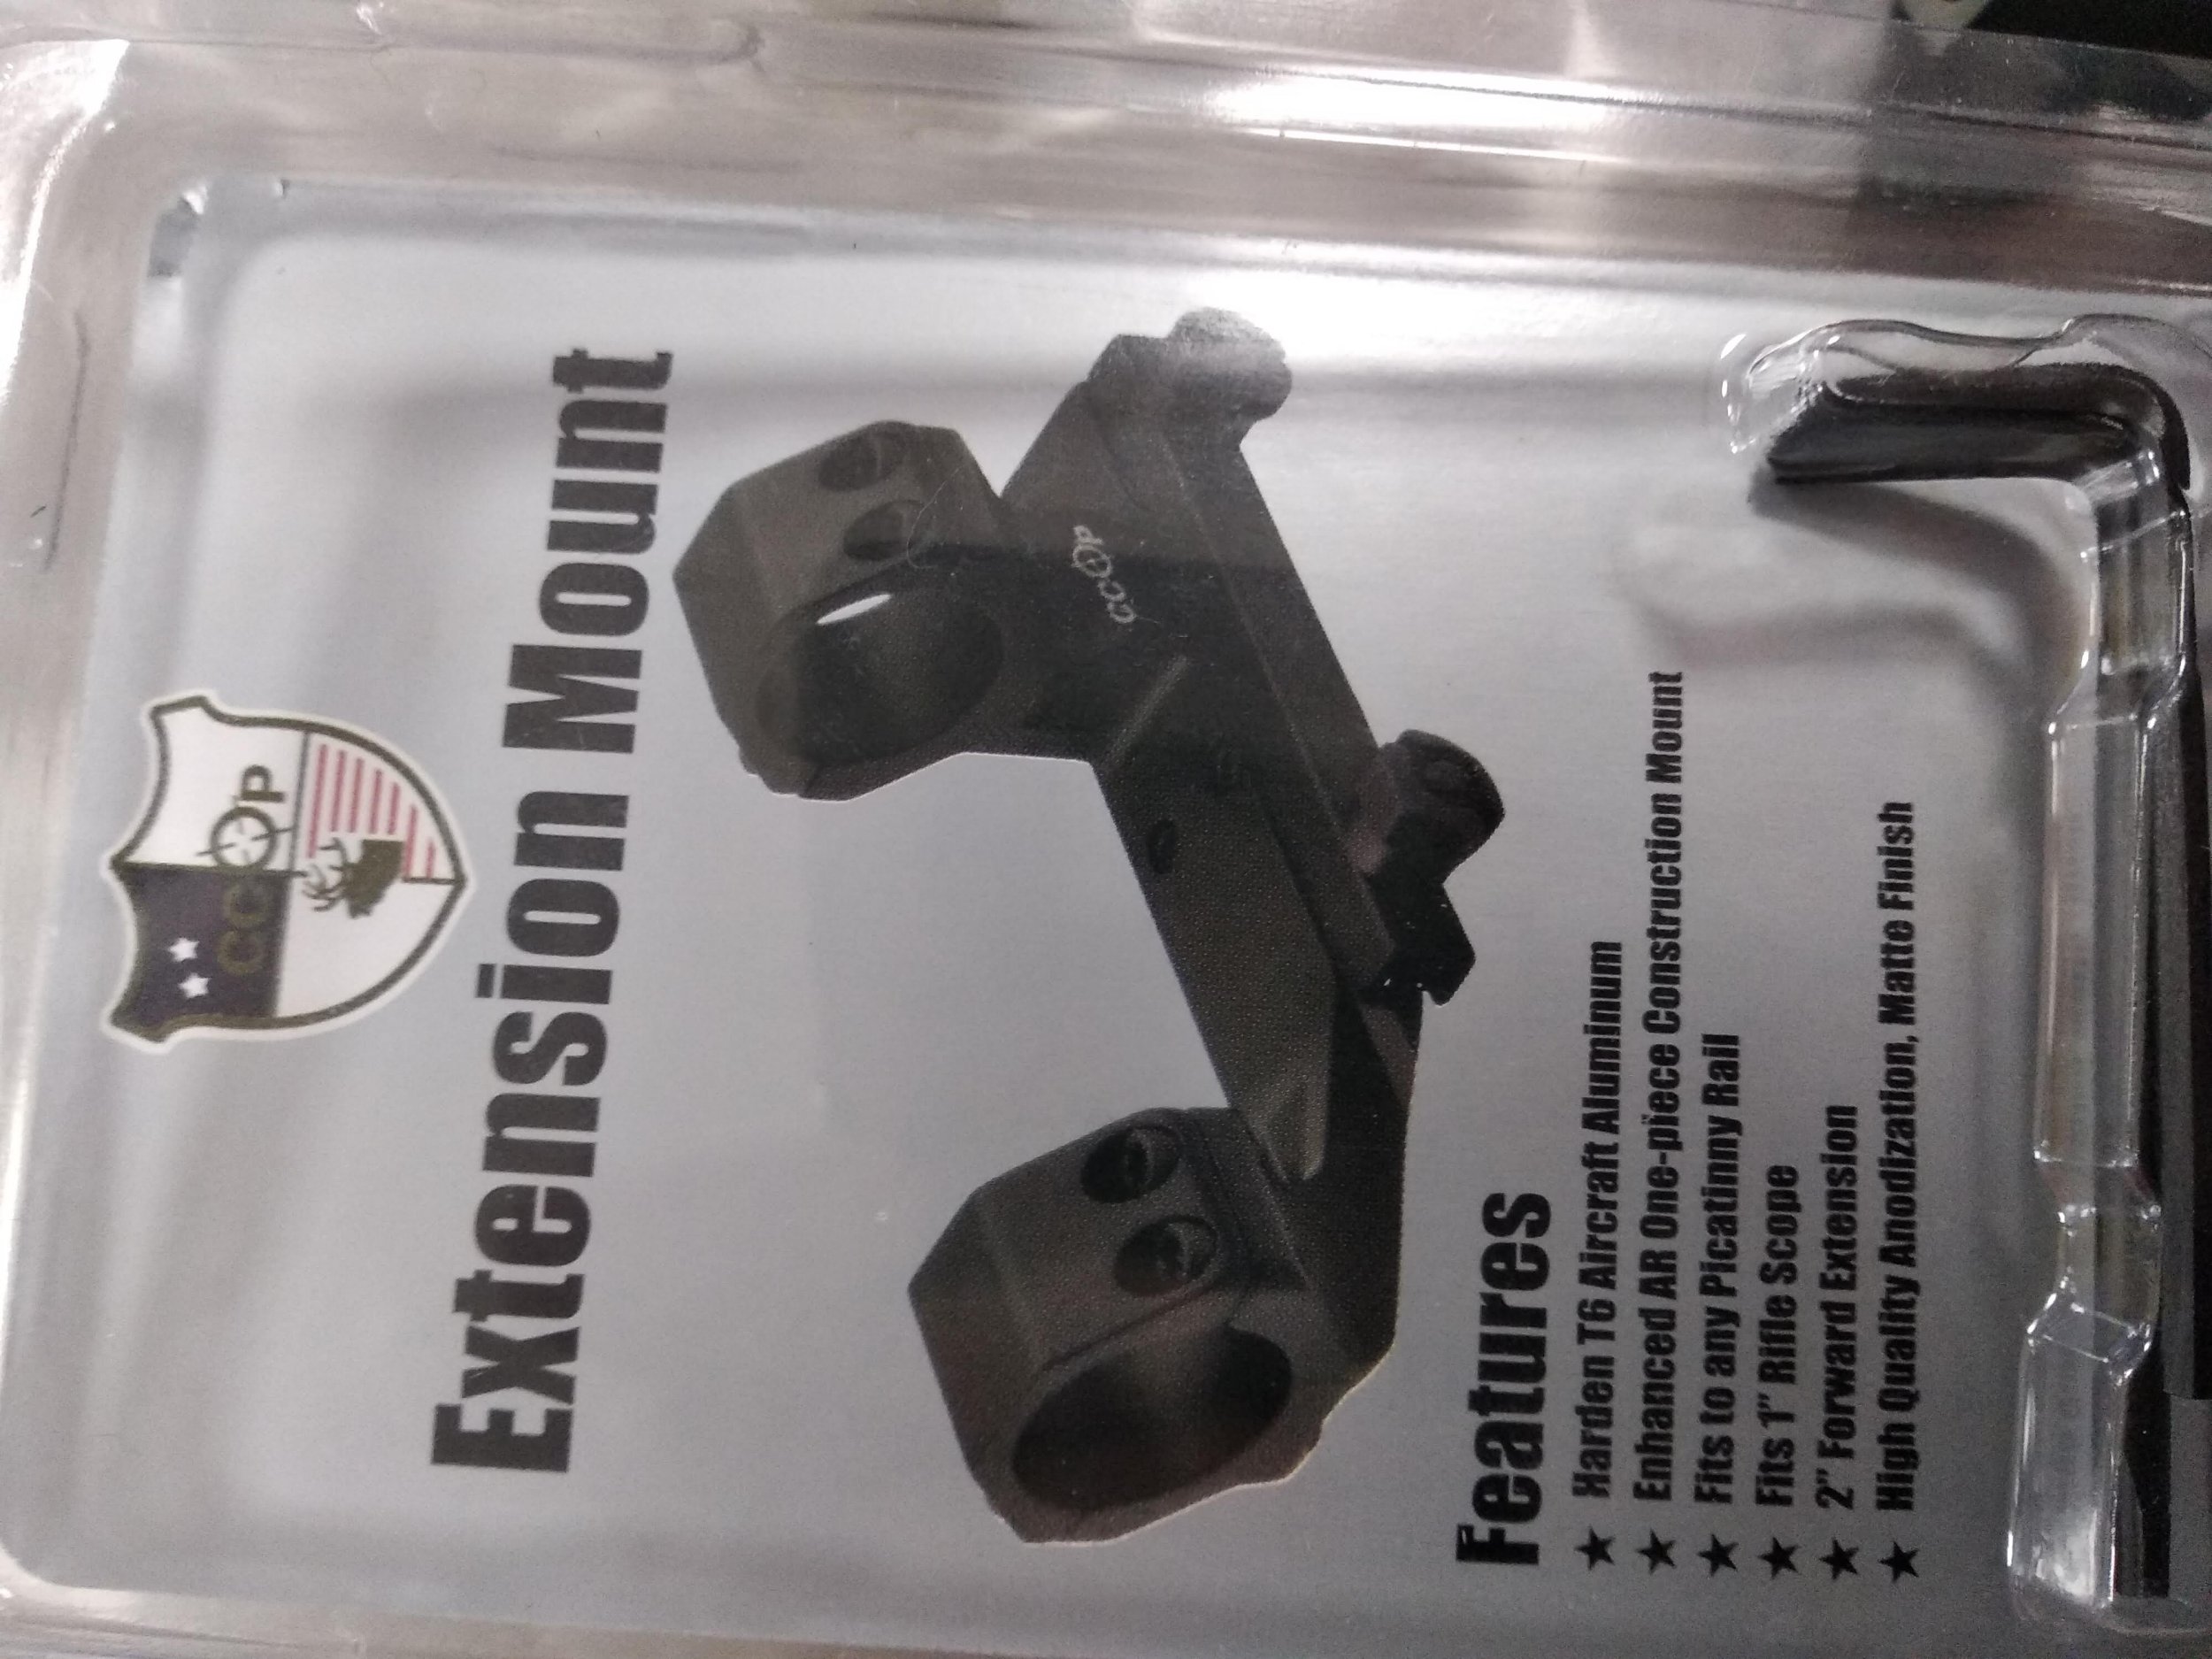 CCOP
Extension Mount
CCOP
Features
★ Harden T6 Aircraft Aluminum
★ Enhanced AR One-piece Construction Mount
★ Fits to any Picatinny Rail
★ Fits 1" Rifle Scope
★ 2" Forward Extension
★ High Quality Anodization, Matte Finish